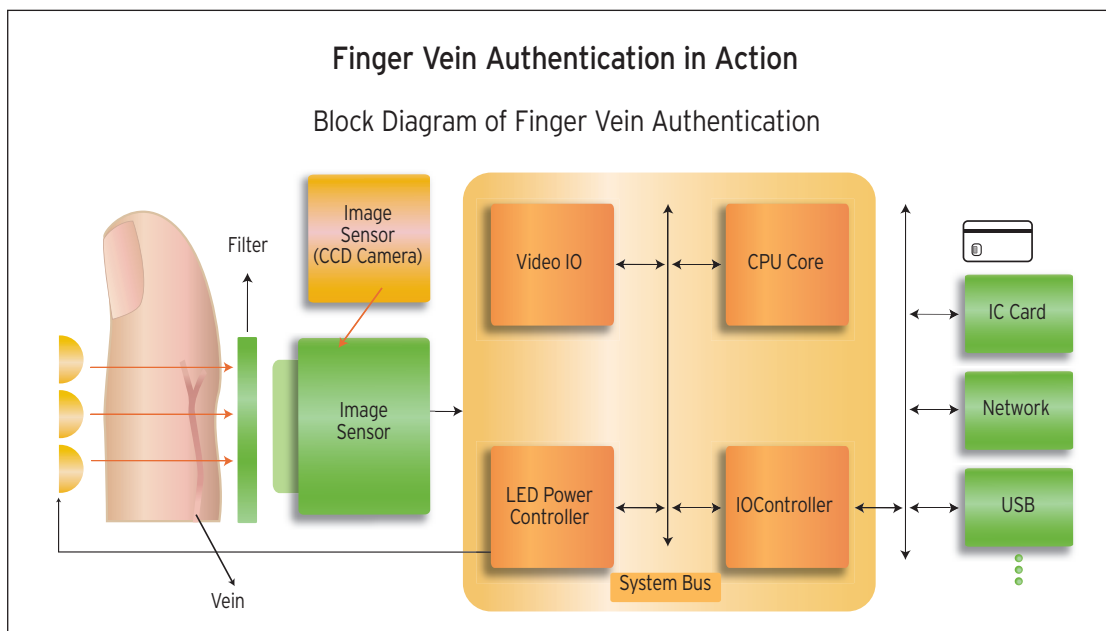 Finger Vein Authentication in Action
Block Diagram of Finger Vein Authentication
Filter
Image
Sensor
(CCD Camera)
Image
Sensor
Vein
Video IO
CPU Core
LED Power
Controller
IOController
System Bus
IC Card
Network
USB